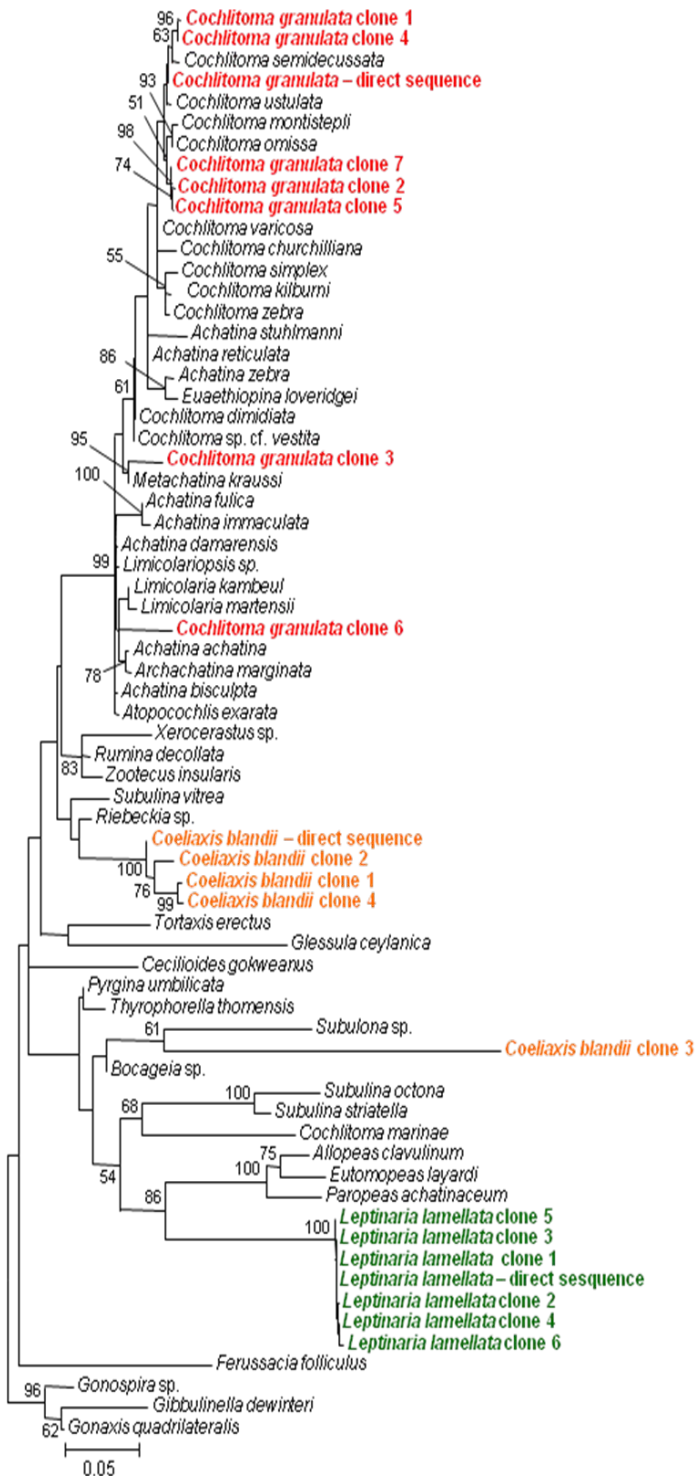 96
Cochlitoma granulata clone 1
63
Cochlitoma granulata clone 4
Cochlitoma semidecussata
93
Cochlitoma granulata – direct sequence
51
Cochlitoma ustulata
Cochlitoma montistepli
98
Cochlitoma omissa
74
Cochlitoma granulata clone 7
Cochlitoma granulata clone 2
Cochlitoma granulata clone 5
Cochlitoma varicosa
Cochlitoma churchilliana
55
Cochlitoma simplex
Cochlitoma kilburni
Cochlitoma zebra
Achatina stuhlmanni
Achatina reticulata
86
Achatina zebra
61
Euaethiopina loveridgei
Cochlitoma dimidiata
Cochlitoma sp. cf. vestita
95
Cochlitoma granulata clone 3
100
Metachatina kraussi
Achatina fulica
Achatina immaculata
Achatina damarensis
99
Limicolariopsis sp.
Limicolaria kambeul
Limicolaria martensii
Cochlitoma granulata clone 6
Achatina achatina
78
Archachatina marginata
Achatina bisculpta
Atopocochlis exarata
Xerocerastus sp.
Rumina decollata
83
Zootecus insularis
Subulina vitrea
Riebeckia sp.
Coeliaxis blandii – direct sequence
100
Coeliaxis blandii clone 2
76
Coeliaxis blandii clone 1
99
Coeliaxis blandii clone 4
Tortaxis erectus
Glessula ceylanica
Cecilioides gokweanus
Pyrgina umbilicata
Thyrophorella thomensis
61
Subulona sp.
Coeliaxis blandii clone 3
Bocageia sp.
100
Subulina octona
68
Subulina striatella
Cochlitoma marinae
75
Allopeas clavulinum
54
100
Eutomopeas layardi
86
Paropeas achatinaceum
100
Leptinaria lamellata clone 5
Leptinaria lamellata clone 3
Leptinaria lamellata clone 1
Leptinaria lamellata – direct sesquence
Leptinaria lamellata clone 2
Leptinaria lamellata clone 4
Leptinaria lamellata clone 6
Ferussacia folliculus
96
Gonospira sp.
Gibbulinella dewinteri
62
Gonaxis quadrilateralis
0.05